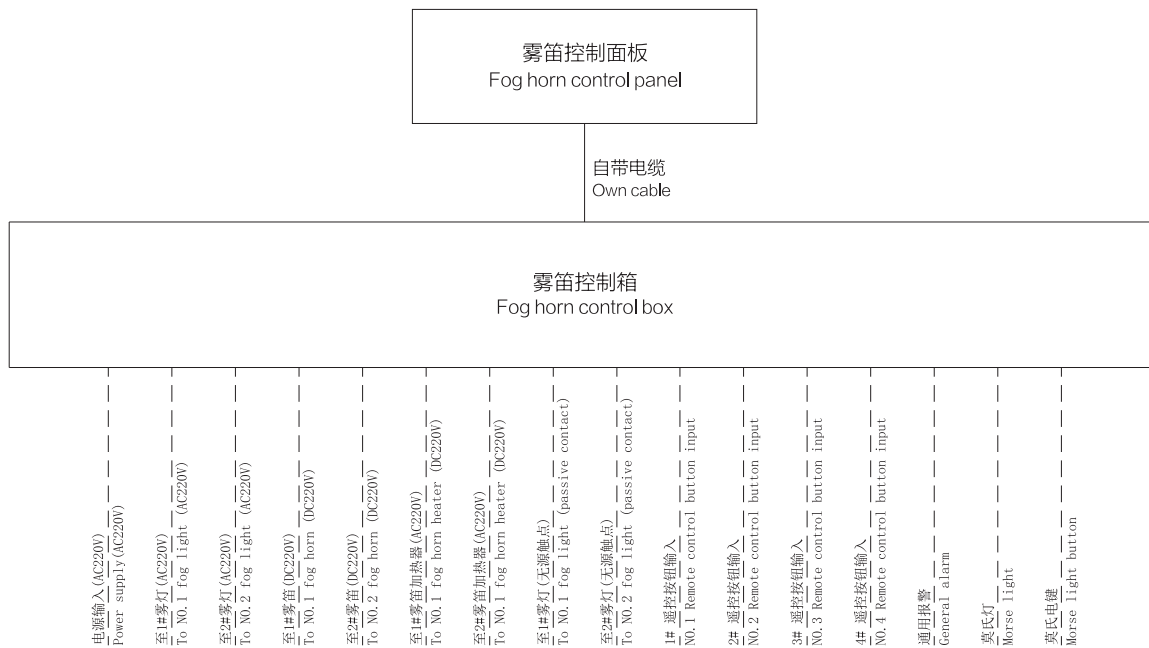 雾笛控制面板
Fog horn control panel
自带电缆
Own cable
雾笛控制箱
Fog horn control box
电源输入(AC220V)
Power supply(AC220V)
至1#雾灯(AC220V)
To NO.1 fog light (AC220V)
至2#雾灯(AC220V)
To NO.2 fog light (AC220V)
至1#雾笛(DC220V)
To NO.1 fog horn (DC220V)
至2#雾笛(DC220V)
To NO.2 fog horn (DC220V)
至1#雾笛加热器(AC220V)
To NO.1 fog horn heater (DC220V)
至2#雾笛加热器(AC220V)
To NO.1 fog horn heater (DC220V)
至1#雾灯(无源触点)
To NO.1 fog light (passive contact)
至2#雾灯(无源触点)
To NO.2 fog light (passive contact)
1# 遥控按钮输入
NO.1 Remote control button input
2# 遥控按钮输入
NO.2 Remote control button input
3# 遥控按钮输入
NO.3 Remote control button input
4# 遥控按钮输入
NO.4 Remote control button input
通用报警
General alarm
莫氏灯
Morse light
莫氏电键
Morse light button